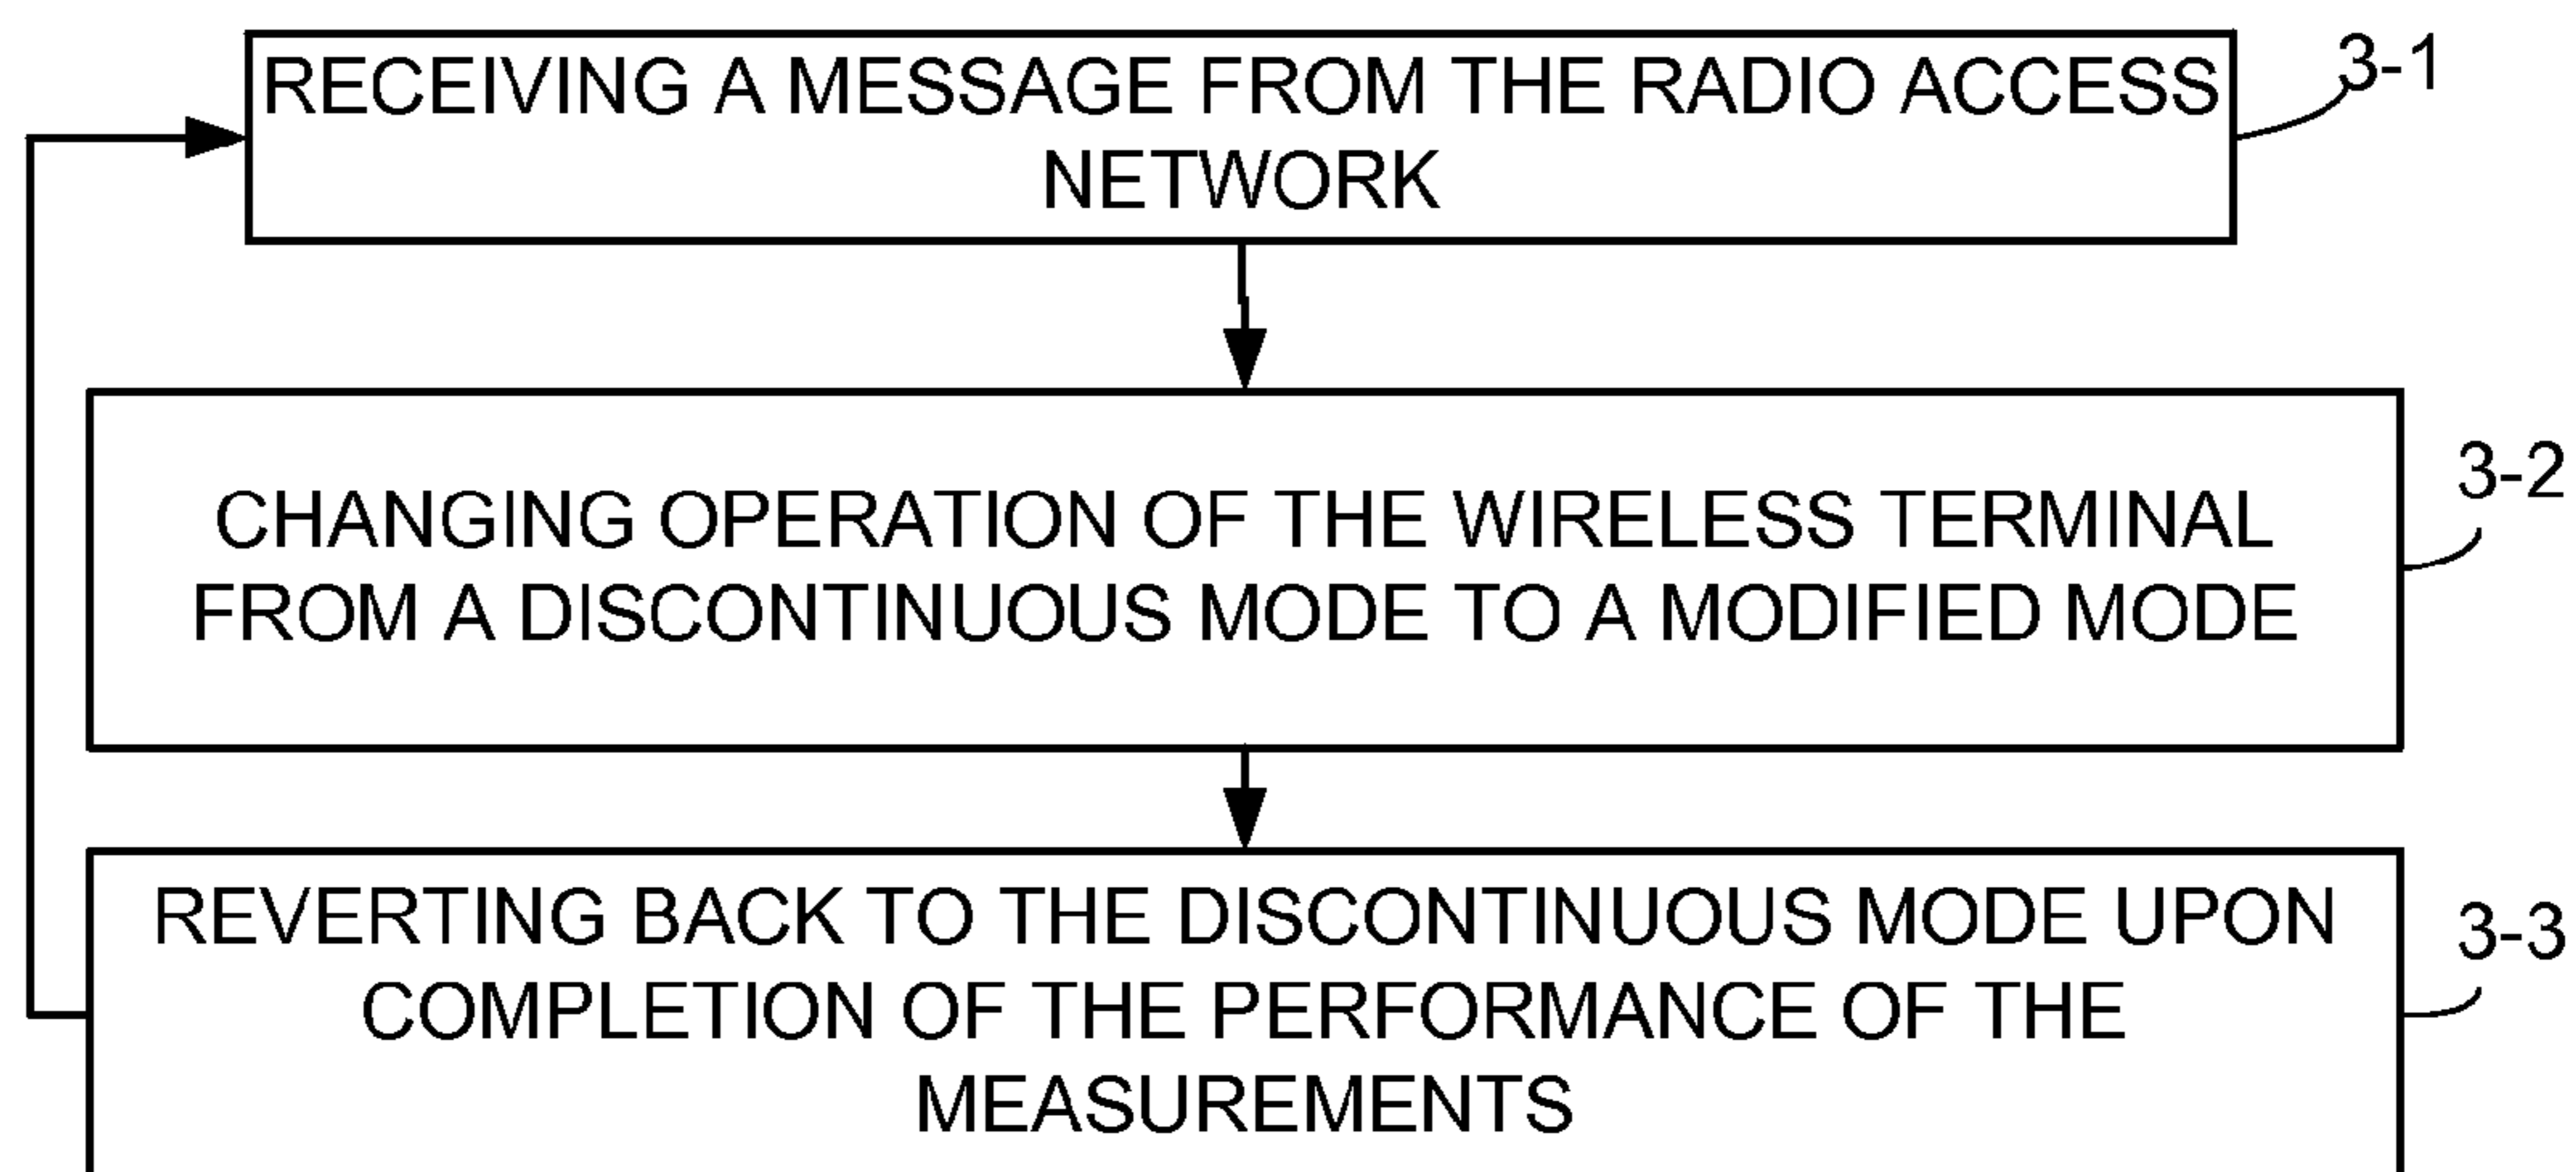 RECEIVING A MESSAGE FROM THE RADIO ACCESS
NETWORK
3-1
CHANGING OPERATION OF THE WIRELESS TERMINAL
FROM A DISCONTINUOUS MODE TO A MODIFIED MODE
3-2
REVERTING BACK TO THE DISCONTINUOUS MODE UPON
COMPLETION OF THE PERFORMANCE OF THE
MEASUREMENTS
3-3